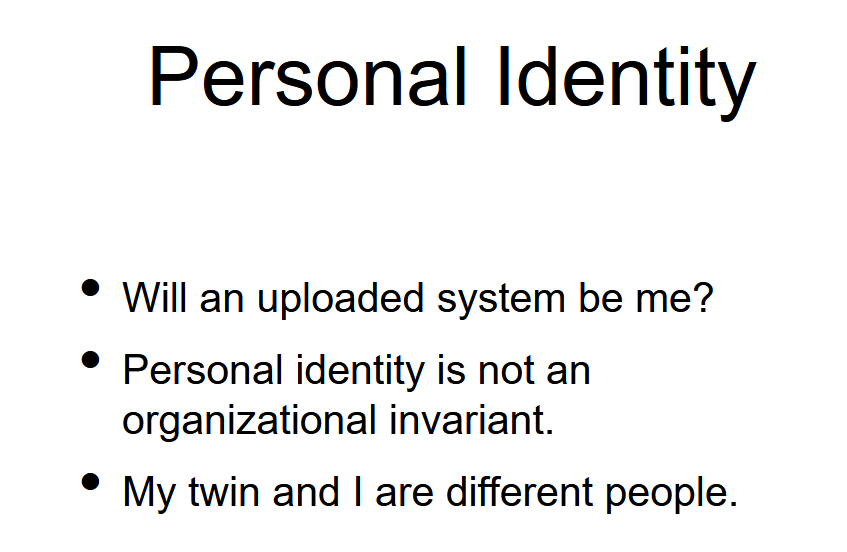 Personal Identity
• Will an uploaded system be me?
• Personal identity is not an
organizational invariant.
• My twin and I are different people.